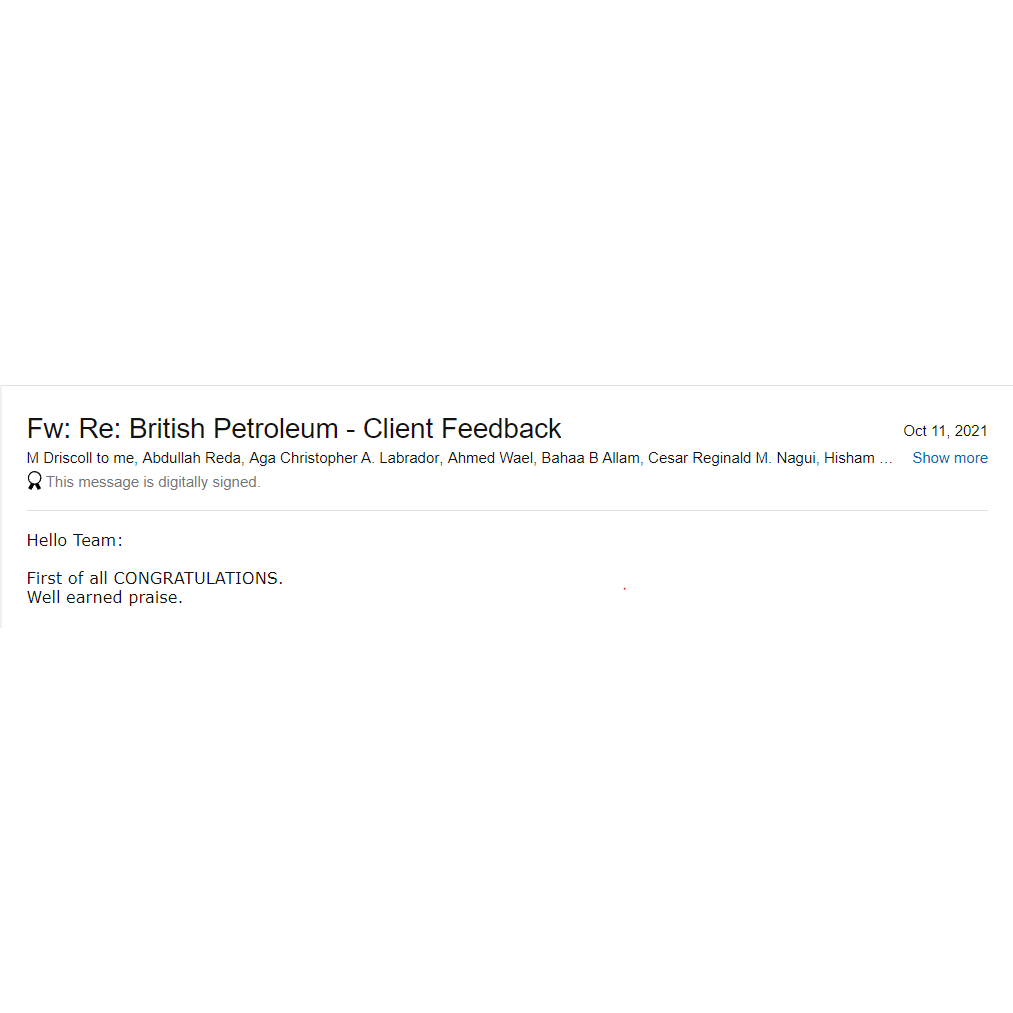 Fw: Re: British Petroleum - Client Feedback
Oct 11, 2021
M Driscoll to me, Abdullah Reda, Aga Christopher A. Labrador, Ahmed Wael, Bahaa B Allam, Cesar Reginald M. Nagui, Hisham ... Show more
This message is digitally signed.
Hello Team:
First of all CONGRATULATIONS.
Well earned praise.